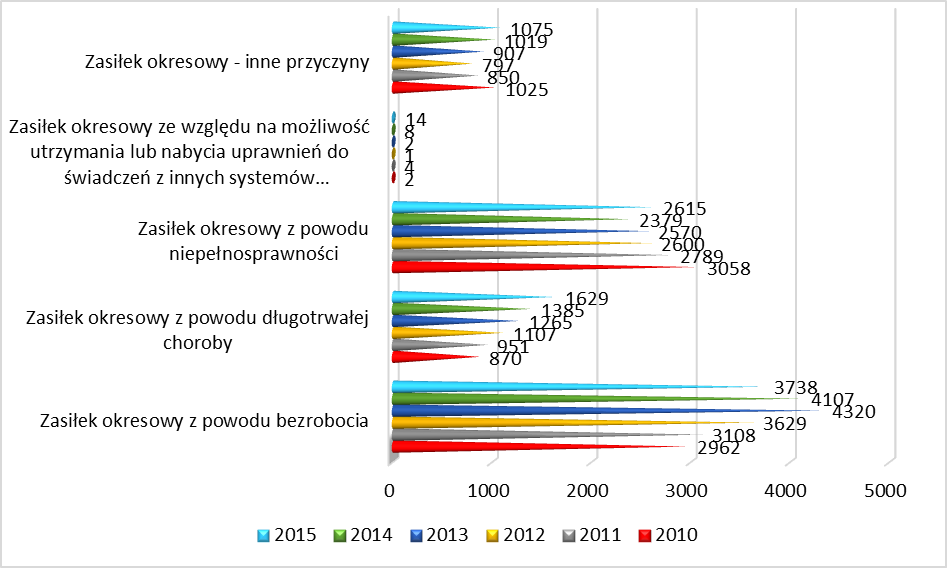 Zasiłek okresowy - inne przyczyny
1075
1019
907
797
850
1025
Zasiłek okresowy ze względu na możliwość
utrzymania lub nabycia uprawnień do
świadczeń z innych systemów...
14
8
2
1
4
2
Zasiłek okresowy z powodu
niepełnosprawności
2615
2379
2570
2600
2789
3058
Zasiłek okresowy z powodu długotrwałej
choroby
1629
1385
1265
1107
951
870
Zasiłek okresowy z powodu bezrobocia
3738
4107
4320
3629
3108
2962
0 1000 2000 3000 4000 5000
2015 2014 2013 2012 2011 2010